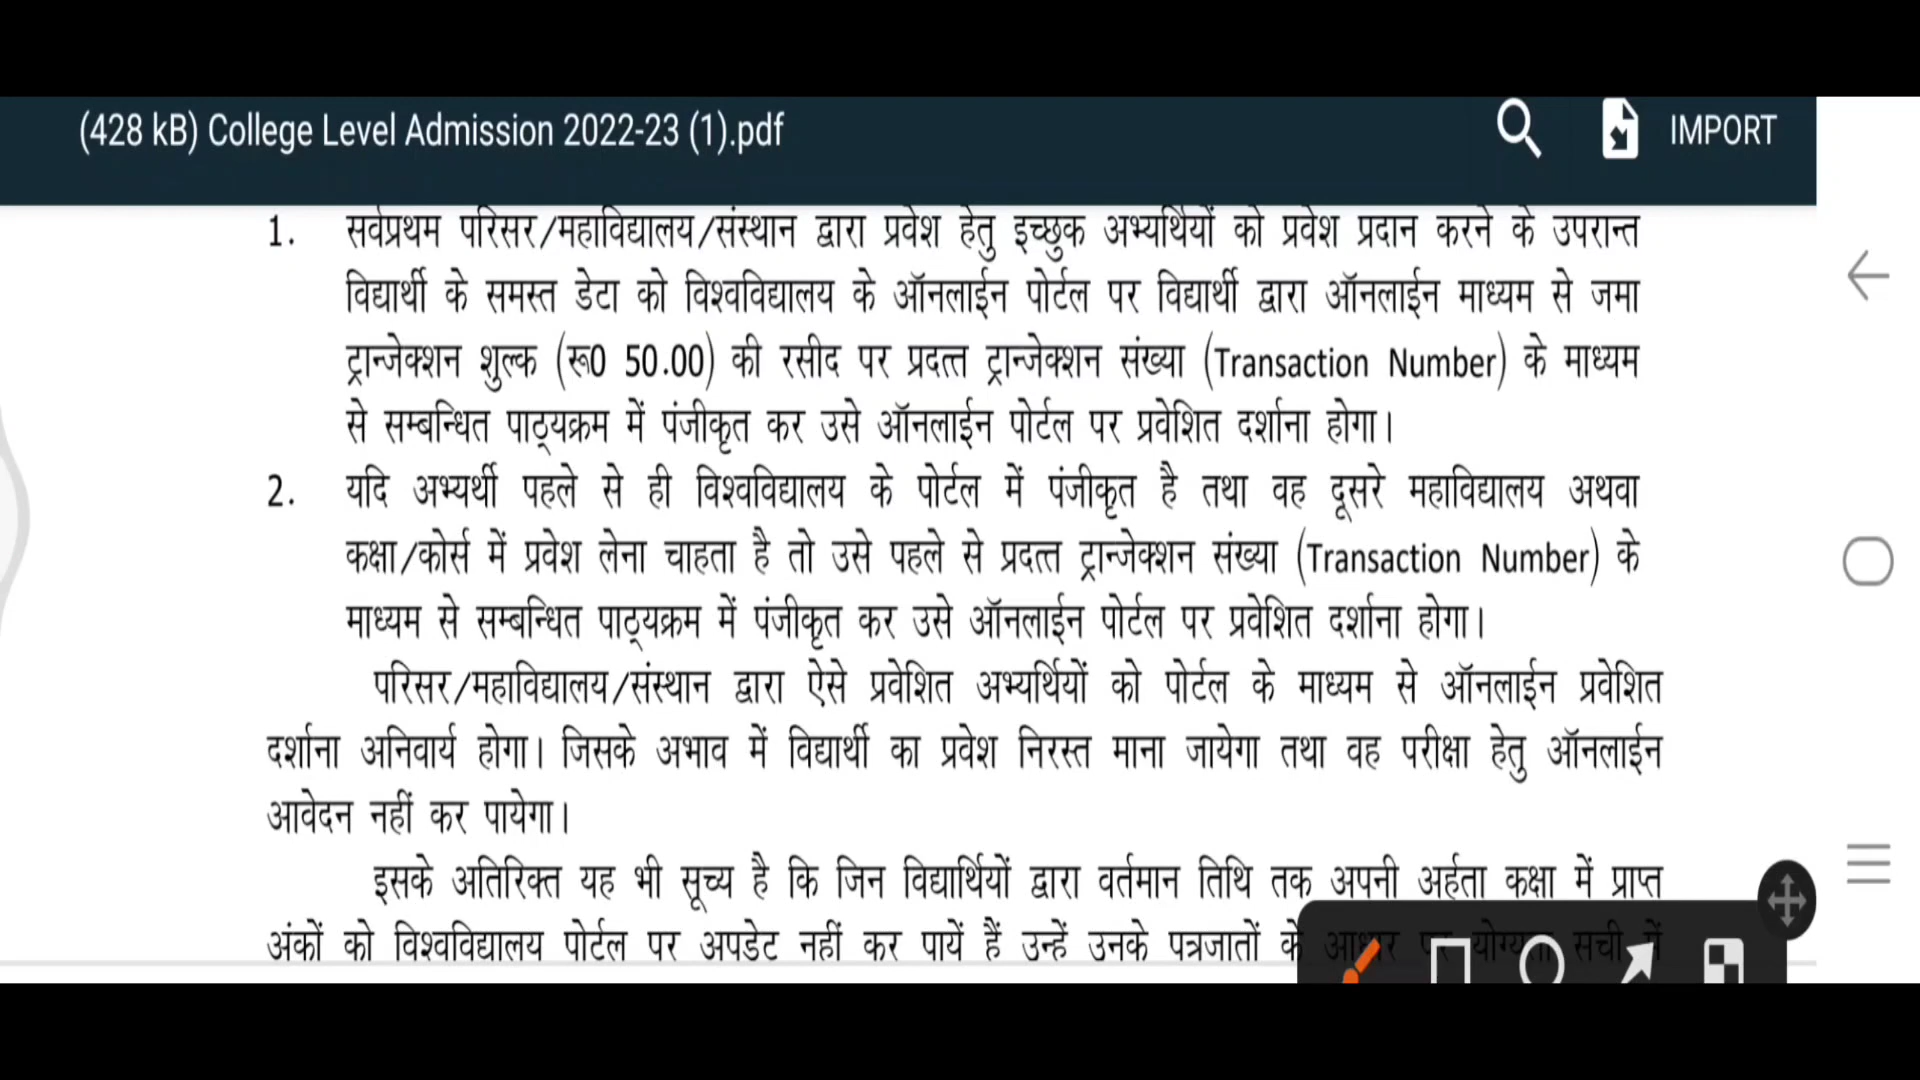 (428 kB) College Level Admission 2022-23 (1).pdf IMPORT
1. सर्वप्रथम परिसर/महाविद्यालय/संस्थान द्वारा प्रवेश हेतु इच्छुक अभ्यर्थियों को प्रवेश प्रदान करने के उपरान्त
विद्यार्थी के समस्त डेटा को विश्वविद्यालय के ऑनलाईन पोर्टल पर विद्यार्थी द्वारा ऑनलाईन माध्यम से जमा
ट्रान्जेक्शन शुल्क (रू0 50.00) की रसीद पर प्रदत्त ट्रान्जेक्शन संख्या (Transaction Number) के माध्यम
से सम्बन्धित पाठ्यक्रम में पंजीकृत कर उसे ऑनलाईन पोर्टल पर प्रवेशित दर्शाना होगा।
2. यदि अभ्यर्थी पहले से ही विश्वविद्यालय के पोर्टल में पंजीकृत है तथा वह दूसरे महाविद्यालय अथवा
कक्षा/कोर्स में प्रवेश लेना चाहता है तो उसे पहले से प्रदत्त ट्रान्जेक्शन संख्या (Transaction Number) के
माध्यम से सम्बन्धित पाठ्यक्रम में पंजीकृत कर उसे ऑनलाईन पोर्टल पर प्रवेशित दर्शाना होगा।
परिसर/महाविद्यालय/संस्थान द्वारा ऐसे प्रवेशित अभ्यर्थियों को पोर्टल के माध्यम से ऑनलाईन प्रवेशित
दर्शाना अनिवार्य होगा। जिसके अभाव में विद्यार्थी का प्रवेश निरस्त माना जायेगा तथा वह परीक्षा हेतु ऑनलाईन
आवेदन नहीं कर पायेगा।
इसके अतिरिक्त यह भी सूच्य है कि जिन विद्यार्थियों द्वारा वर्तमान तिथि तक अपनी अर्हता कक्षा में प्राप्त
अंकों को विश्वविद्यालय पोर्टल पर अपडेट नहीं कर पायें हैं उन्हें उनके पत्रजातों के आधार पर योग्यता सूची में